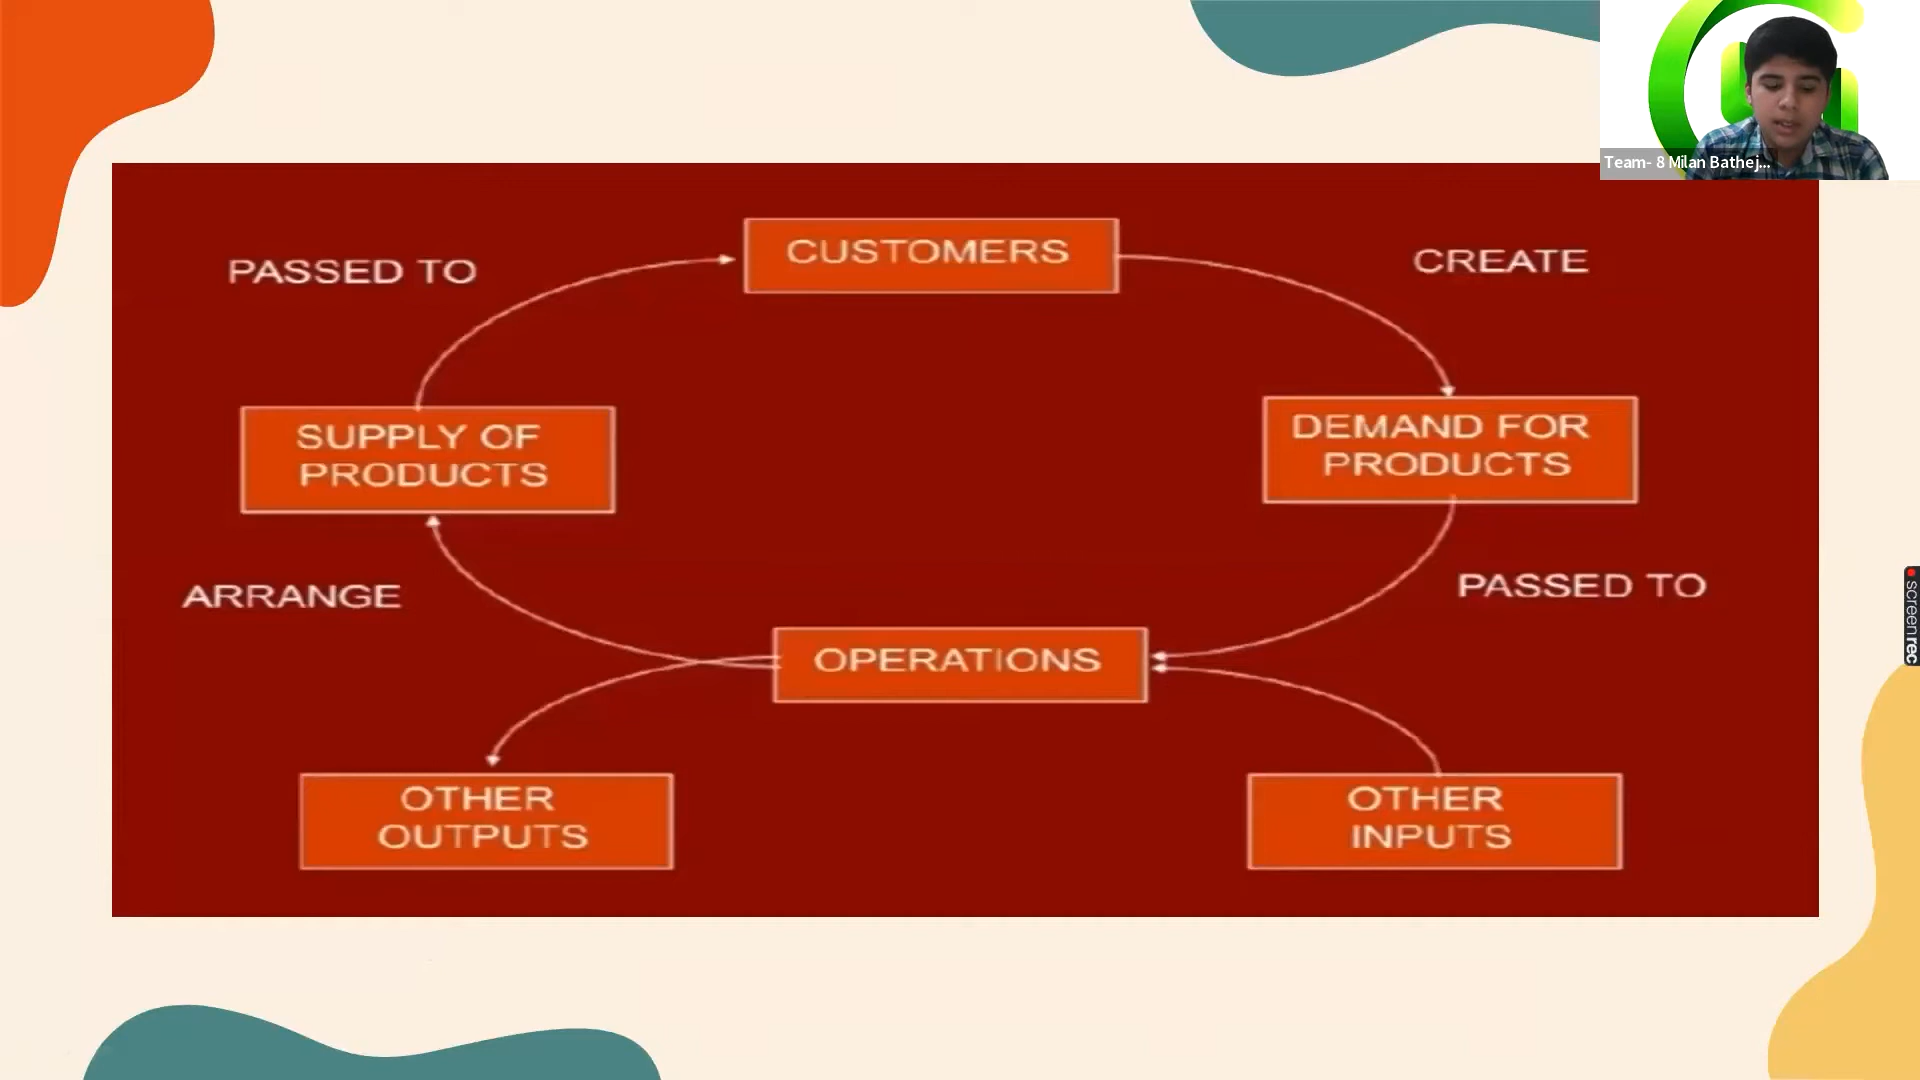 Team- 8 Milan Bathej...
CUSTOMERS
PASSED TO
CREATE
SUPPLY OF
PRODUCTS
DEMAND FOR
PRODUCTS
ARRANGE
PASSED TO
OPERATIONS
OTHER
OUTPUTS
OTHER
INPUTS
screenrec